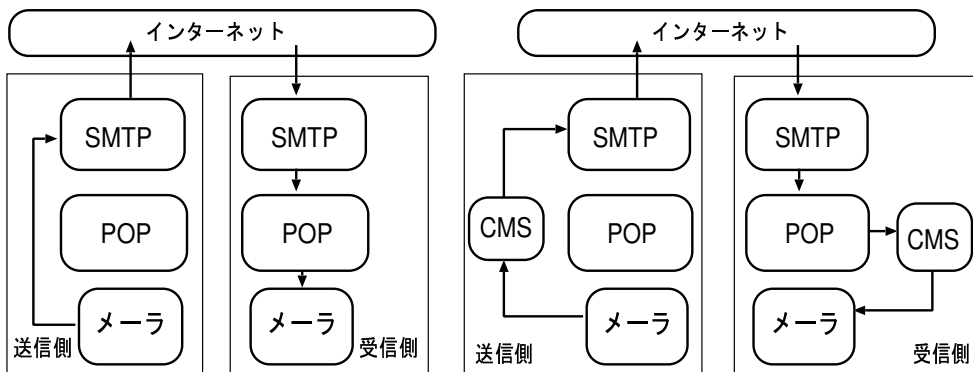 インターネット
SMTP
POP
メーラ
送信側
SMTP
POP
メーラ
受信側
インターネット
SMTP
CMS
POP
メーラ
送信側
SMTP
POP
CMS
メーラ
受信側